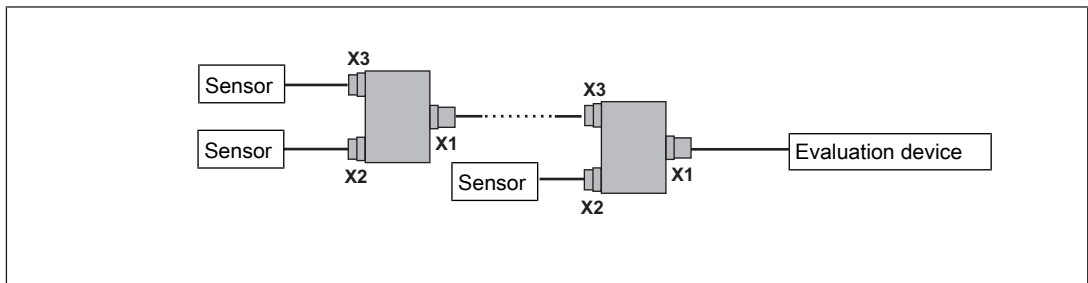 X3
Sensor
X3
X1
Sensor
Evaluation device
X2
Sensor
X1
X2